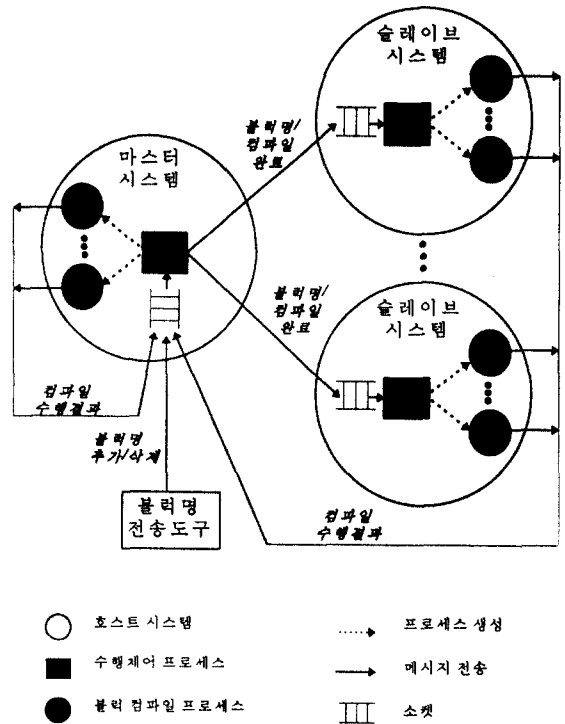 슬레이브
시스템
블럭명/
컴파일
완료
마스터
시스템
블럭명/
컴파일
완료
슬레이브
시스템
컴파일
수행결과
블럭명
추가/삭제
블럭명
전송도구
컴파일
수행결과
호스트 시스템
프로세스 생성
수행제어 프로세스
메시지 전송
블럭 컴파일 프로세스
소켓